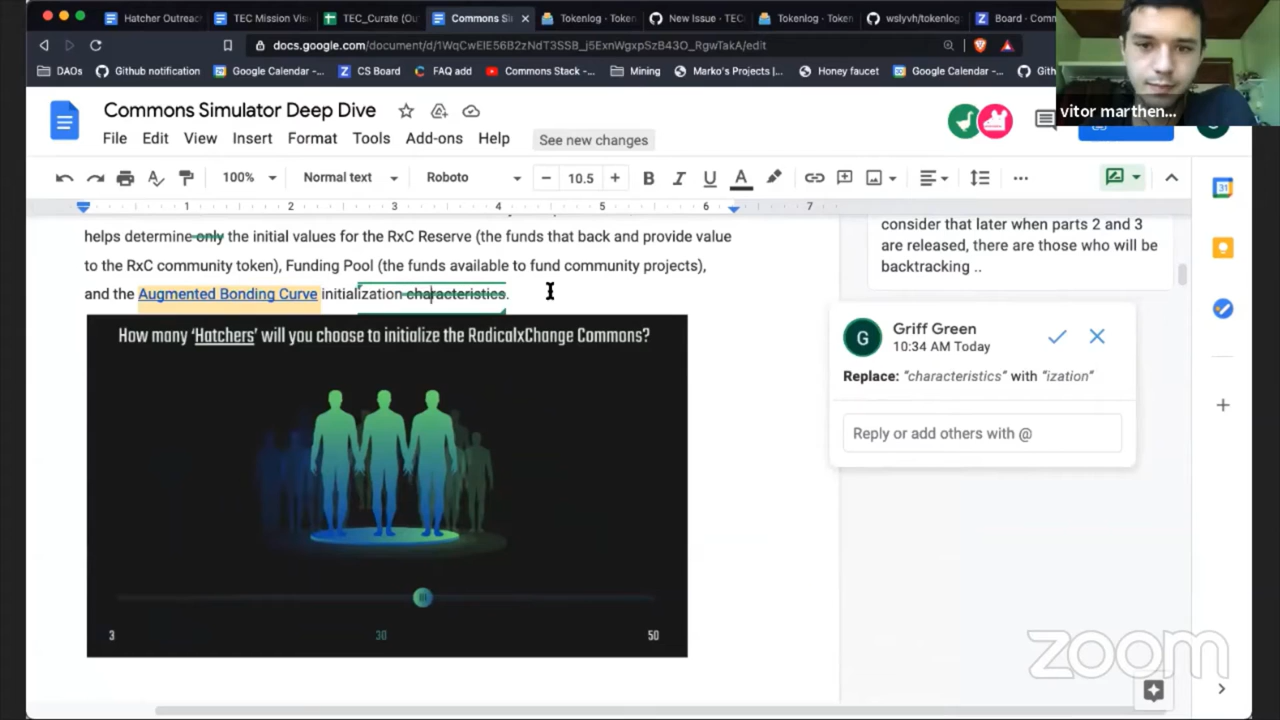 Hatcher Outreac
TEC Mission Vis
TEC_Curate (Ou
Commons Si
Tokenlog · Token
New Issue · TEC
Tokenlog · Token
wslyvh/tokenlog
Board · Comm
docs.google.com/document/d/1WqCwElE56B2zNdT3SSB_j5ExnWgxpSzB43O_RgwTakA/edit
DAOs
Github notification
Google Calendar -...
CS Board
FAQ add
Commons Stack -...
Mining
Marko's Projects |...
Honey faucet
Google Calendar -...
Gith
vitor marthen...
Commons Simulator Deep Dive
File Edit View Insert Format Tools Add-ons Help See new changes
100% Normal text Roboto 10.5 B I U A
1 2 3 4 5 6 7
helps determine only the initial values for the RxC Reserve (the funds that back and provide value
to the RxC community token), Funding Pool (the funds available to fund community projects),
and the Augmented Bonding Curve initialization characteristics.
How many ‘Hatchers’ will you choose to initialize the RadicalxChange Commons?
3 30 50
consider that later when parts 2 and 3
are released, there are those who will be
backtracking ..
G
Griff Green
10:34 AM Today
Replace: “characteristics” with “ization”
Reply or add others with @
31
zoom